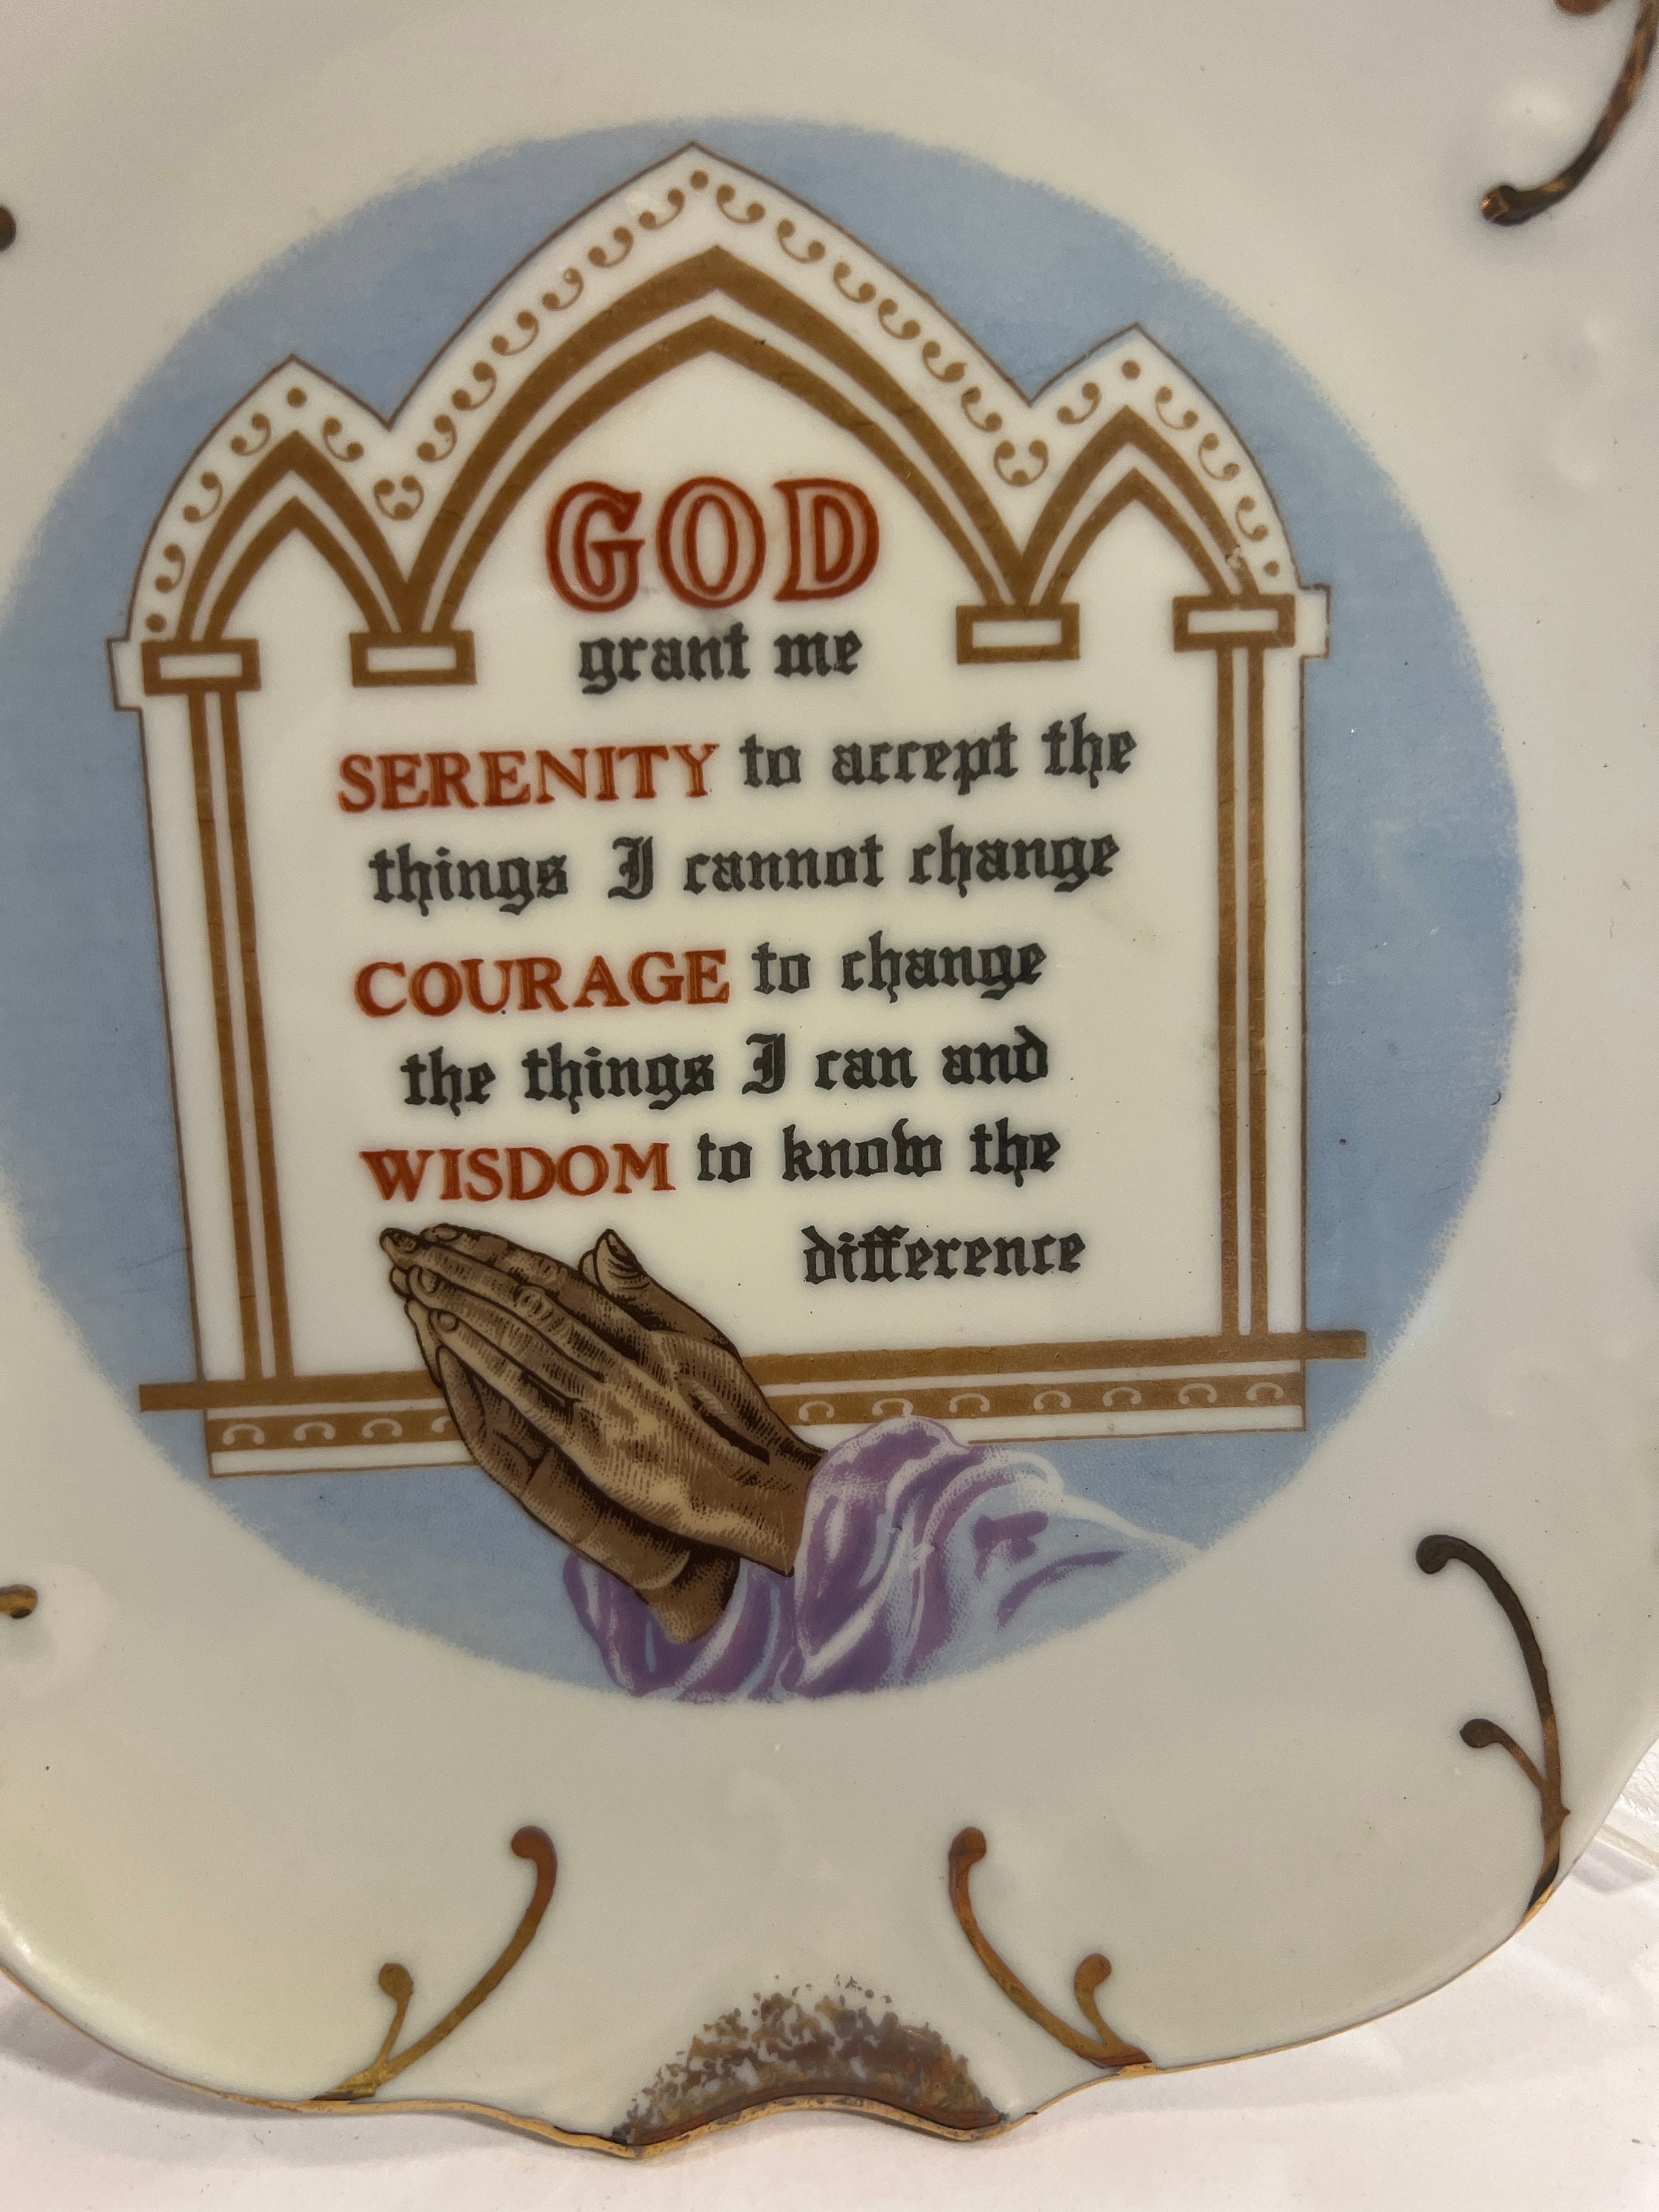 GOD
grant me
SERENITY to accept the
things I cannot change
COURAGE to change
the things I can and
WISDOM to know the
difference